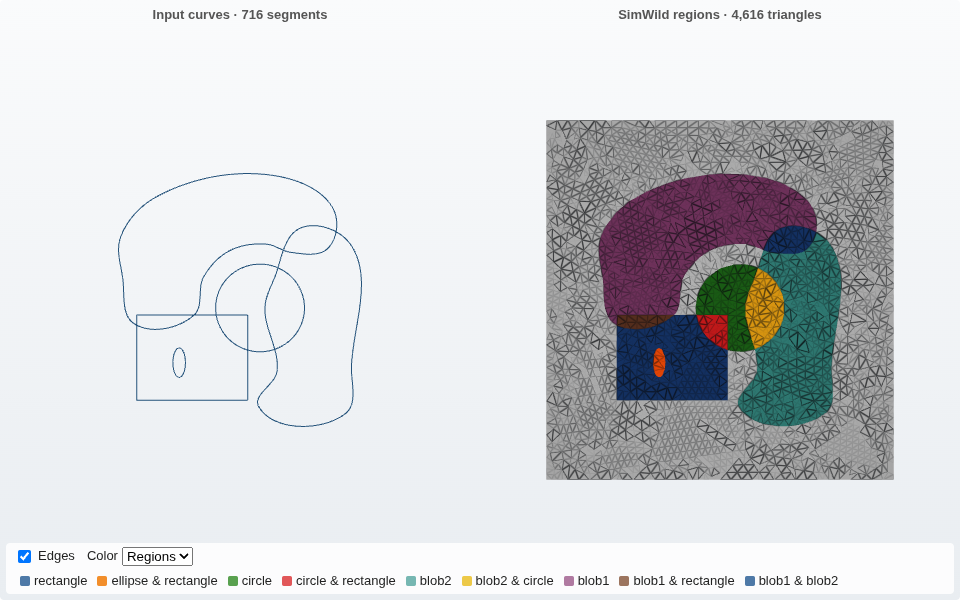 Input curves · 716 segments
SimWild regions · 4,616 triangles
Edges Color Regions
rectangle ellipse & rectangle circle circle & rectangle blob2 blob2 & circle blob1 blob1 & rectangle blob1 & blob2